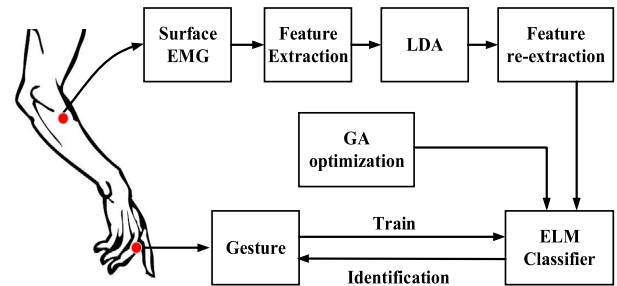 Surface
EMG
Feature
Extraction
LDA
Feature
re-extraction
GA
optimization
Gesture
Train
Identification
ELM
Classifier